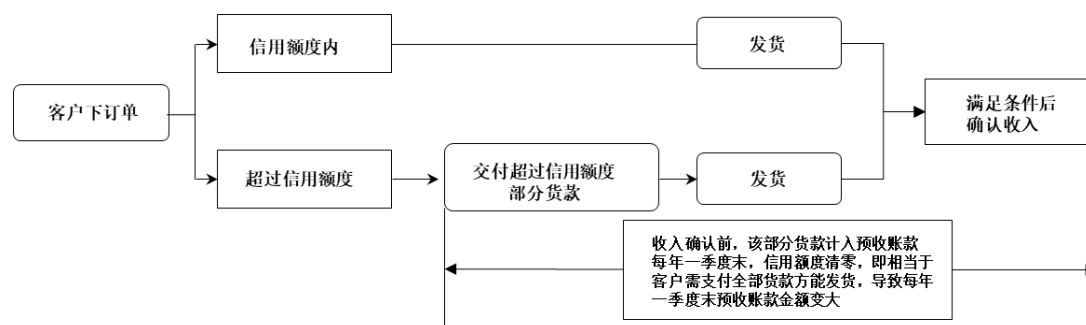 信用额度内
发货
客户下订单
满足条件后
确认收入
超过信用额度
交付超过信用额度
部分货款
发货
收入确认前，该部分货款计入预收账款
每年一季度末，信用额度清零，即相当于
客户需支付全部货款方能发货，导致每年
一季度末预收账款金额变大